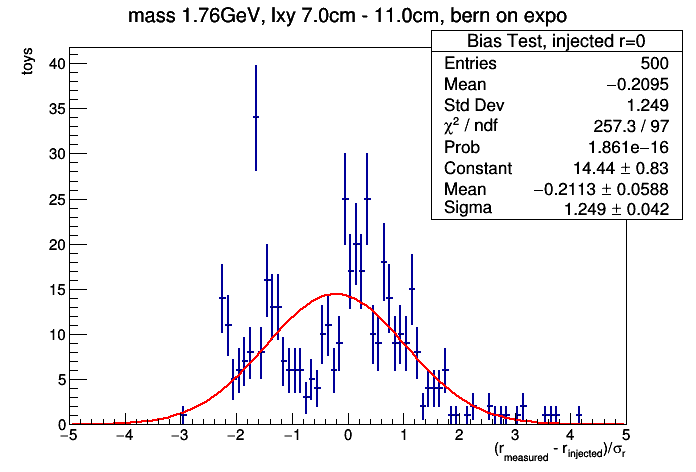 mass 1.76GeV, lxy 7.0cm - 11.0cm, bern on expo
Bias Test, injected r=0
Entries 500
Mean −0.2095
Std Dev 1.249
χ² / ndf 257.3 / 97
Prob 1.861e−16
Constant 14.44 ± 0.83
Mean −0.2113 ± 0.0588
Sigma 1.249 ± 0.042
toys
40
35
30
25
20
15
10
5
0
−5 −4 −3 −2 −1 0 1 2 3 4 5
(r_measured - r_injected)/σ_r